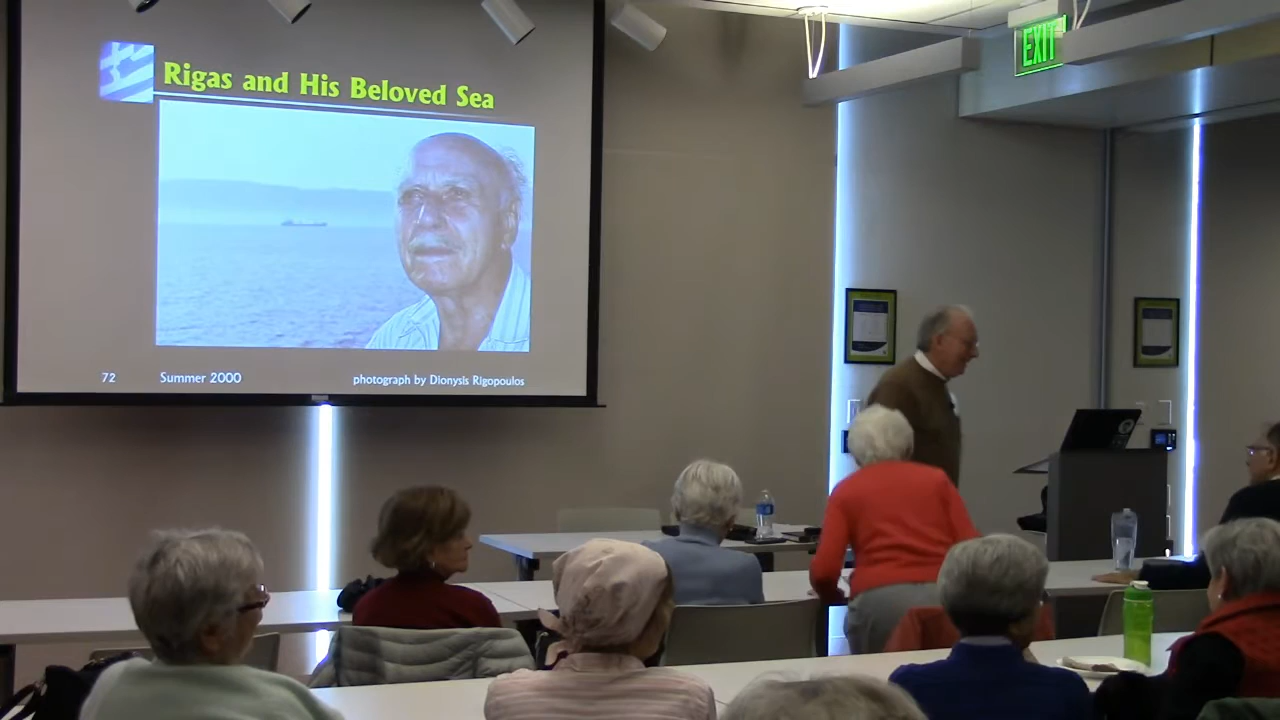 Rigas and His Beloved Sea
72
Summer 2000
photograph by Dionysis Rigopoulos
EXIT